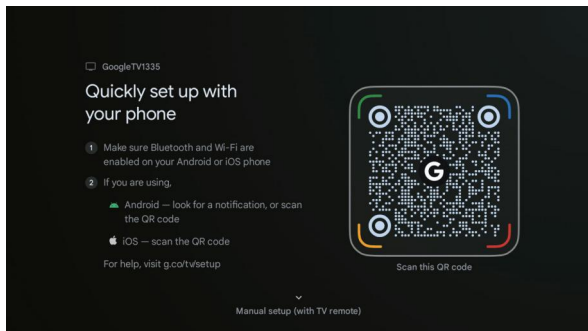 GoogleTV1335
Quickly set up with
your phone
1 Make sure Bluetooth and Wi-Fi are
enabled on your Android or iOS phone
2 If you are using,
Android — look for a notification, or scan
the QR code
iOS — scan the QR code
For help, visit g.co/tv/setup
G
Scan this QR code
Manual setup (with TV remote)